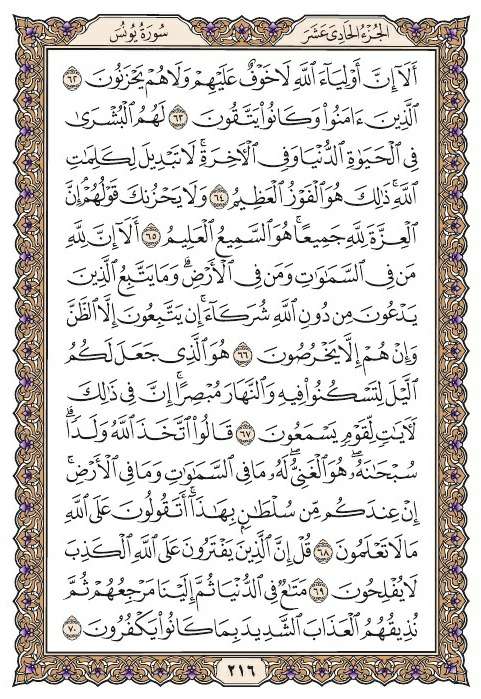 الجزء الحادي عشر
سورة يونس
أَلَآ إِنَّ أَوْلِيَآءَ ٱللَّهِ لَا خَوْفٌ عَلَيْهِمْ وَلَا هُمْ يَحْزَنُونَ ٦٢
ٱلَّذِينَ ءَامَنُوا۟ وَكَانُوا۟ يَتَّقُونَ ٦٣ لَهُمُ ٱلْبُشْرَىٰ
فِى ٱلْحَيَوٰةِ ٱلدُّنْيَا وَفِى ٱلْءَاخِرَةِ ۚ لَا تَبْدِيلَ لِكَلِمَٰتِ
ٱللَّهِ ۚ ذَٰلِكَ هُوَ ٱلْفَوْزُ ٱلْعَظِيمُ ٦٤ وَلَا يَحْزُنكَ قَوْلُهُمْ ۘ إِنَّ
ٱلْعِزَّةَ لِلَّهِ جَمِيعًا ۚ هُوَ ٱلسَّمِيعُ ٱلْعَلِيمُ ٦٥ أَلَآ إِنَّ لِلَّهِ
مَن فِى ٱلسَّمَٰوَٰتِ وَمَن فِى ٱلْأَرْضِ ۗ وَمَا يَتَّبِعُ ٱلَّذِينَ
يَدْعُونَ مِن دُونِ ٱللَّهِ شُرَكَآءَ ۚ إِن يَتَّبِعُونَ إِلَّا ٱلظَّنَّ
وَإِنْ هُمْ إِلَّا يَخْرُصُونَ ٦٦ هُوَ ٱلَّذِى جَعَلَ لَكُمُ
ٱلَّيْلَ لِتَسْكُنُوا۟ فِيهِ وَٱلنَّهَارَ مُبْصِرًا ۚ إِنَّ فِى ذَٰلِكَ
لَءَايَٰتٍ لِّقَوْمٍ يَسْمَعُونَ ٦٧ قَالُوا۟ ٱتَّخَذَ ٱللَّهُ وَلَدًا ۗ
سُبْحَٰنَهُۥ ۖ هُوَ ٱلْغَنِىُّ ۖ لَهُۥ مَا فِى ٱلسَّمَٰوَٰتِ وَمَا فِى ٱلْأَرْضِ ۚ
إِنْ عِندَكُم مِّن سُلْطَٰنٍۭ بِهَٰذَآ ۚ أَتَقُولُونَ عَلَى ٱللَّهِ
مَا لَا تَعْلَمُونَ ٦٨ قُلْ إِنَّ ٱلَّذِينَ يَفْتَرُونَ عَلَى ٱللَّهِ ٱلْكَذِبَ
لَا يُفْلِحُونَ ٦٩ مَتَٰعٌ فِى ٱلدُّنْيَا ثُمَّ إِلَيْنَا مَرْجِعُهُمْ ثُمَّ
نُذِيقُهُمُ ٱلْعَذَابَ ٱلشَّدِيدَ بِمَا كَانُوا۟ يَكْفُرُونَ ٧٠
٢١٦